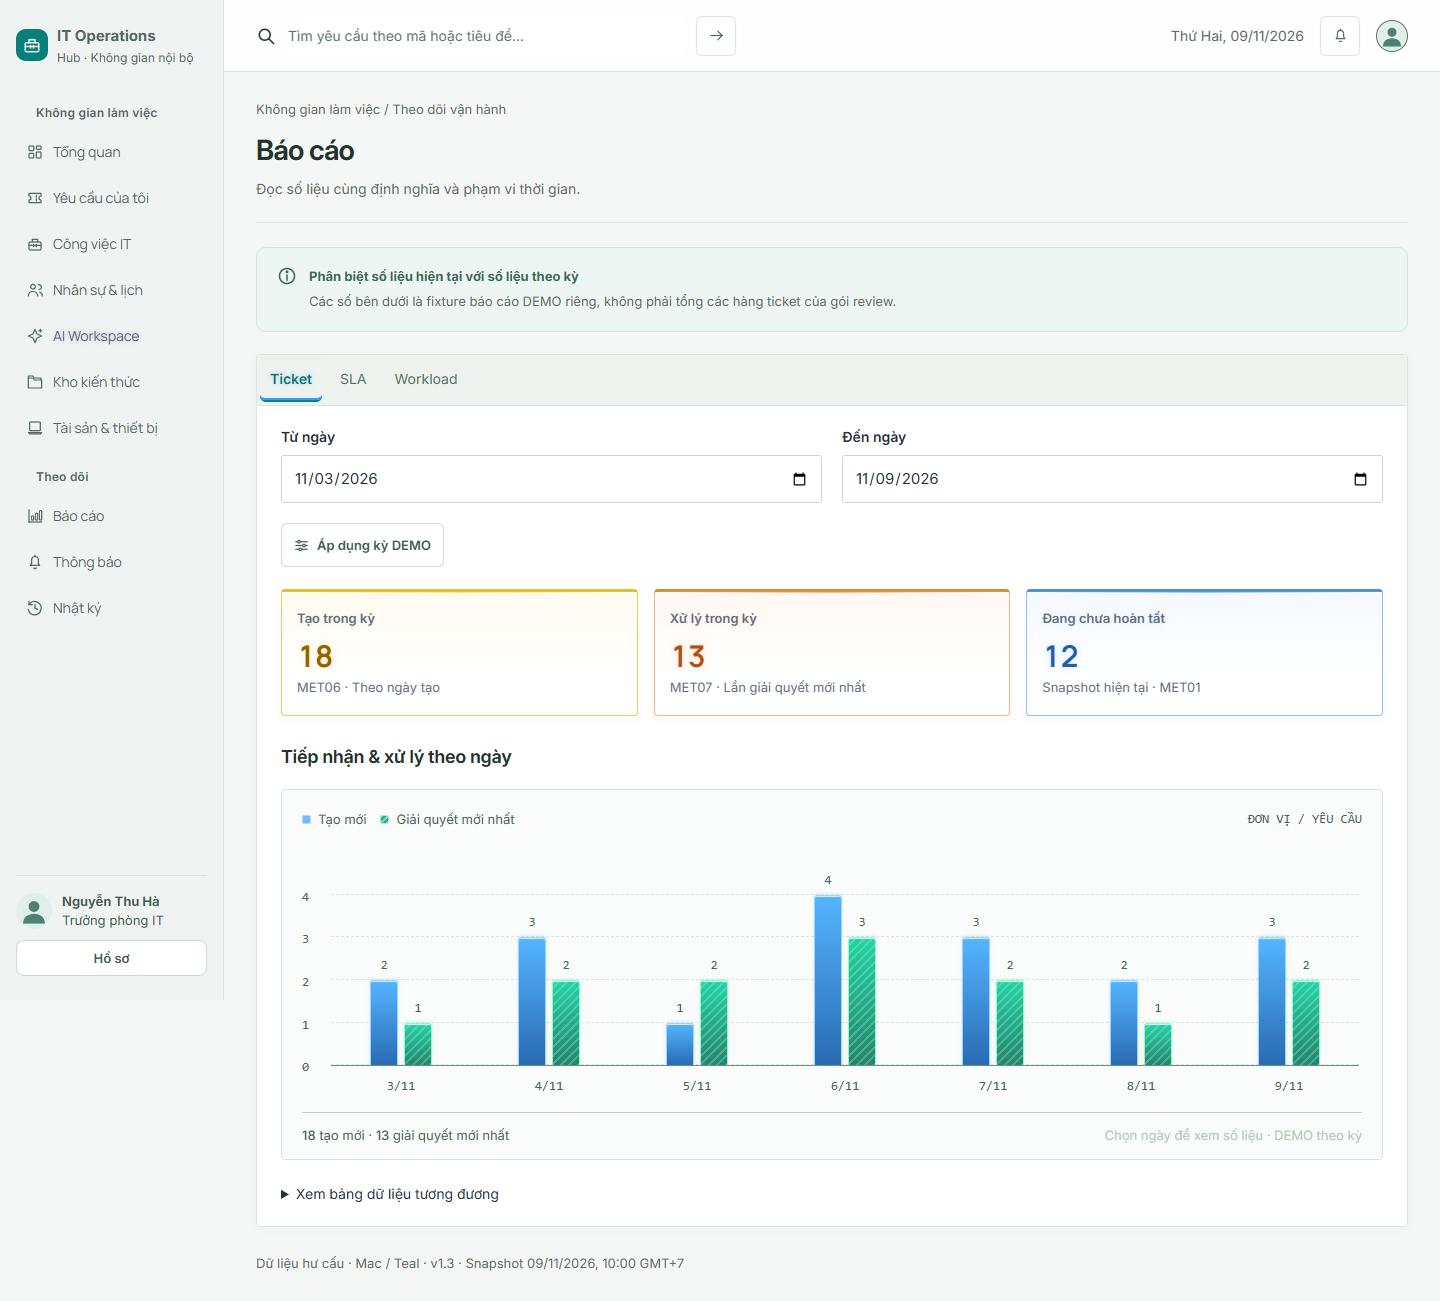 IT Operations
Hub · Không gian nội bộ
Không gian làm việc
Tổng quan
Yêu cầu của tôi
Công việc IT
Nhân sự & lịch
AI Workspace
Kho kiến thức
Tài sản & thiết bị
Theo dõi
Báo cáo
Thông báo
Nhật ký
Nguyễn Thu Hà
Trưởng phòng IT
Hồ sơ
Tìm yêu cầu theo mã hoặc tiêu đề...
Thứ Hai, 09/11/2026
Không gian làm việc / Theo dõi vận hành
Báo cáo
Đọc số liệu cùng định nghĩa và phạm vi thời gian.
Phân biệt số liệu hiện tại với số liệu theo kỳ
Các số bên dưới là fixture báo cáo DEMO riêng, không phải tổng các hàng ticket của gói review.
Ticket SLA Workload
Từ ngày Đến ngày
11/03/2026 11/09/2026
Áp dụng kỳ DEMO
Tạo trong kỳ
18
MET06 · Theo ngày tạo
Xử lý trong kỳ
13
MET07 · Lần giải quyết mới nhất
Đang chưa hoàn tất
12
Snapshot hiện tại · MET01
Tiếp nhận & xử lý theo ngày
Tạo mới Giải quyết mới nhất ĐƠN VỊ / YÊU CẦU
4
3
2
1
0
2 1 3 2 1 2 4 3 3 2 2 1 3 2
3/11 4/11 5/11 6/11 7/11 8/11 9/11
18 tạo mới · 13 giải quyết mới nhất Chọn ngày để xem số liệu · DEMO theo kỳ
Xem bảng dữ liệu tương đương
Dữ liệu hư cấu · Mac / Teal · v1.3 · Snapshot 09/11/2026, 10:00 GMT+7